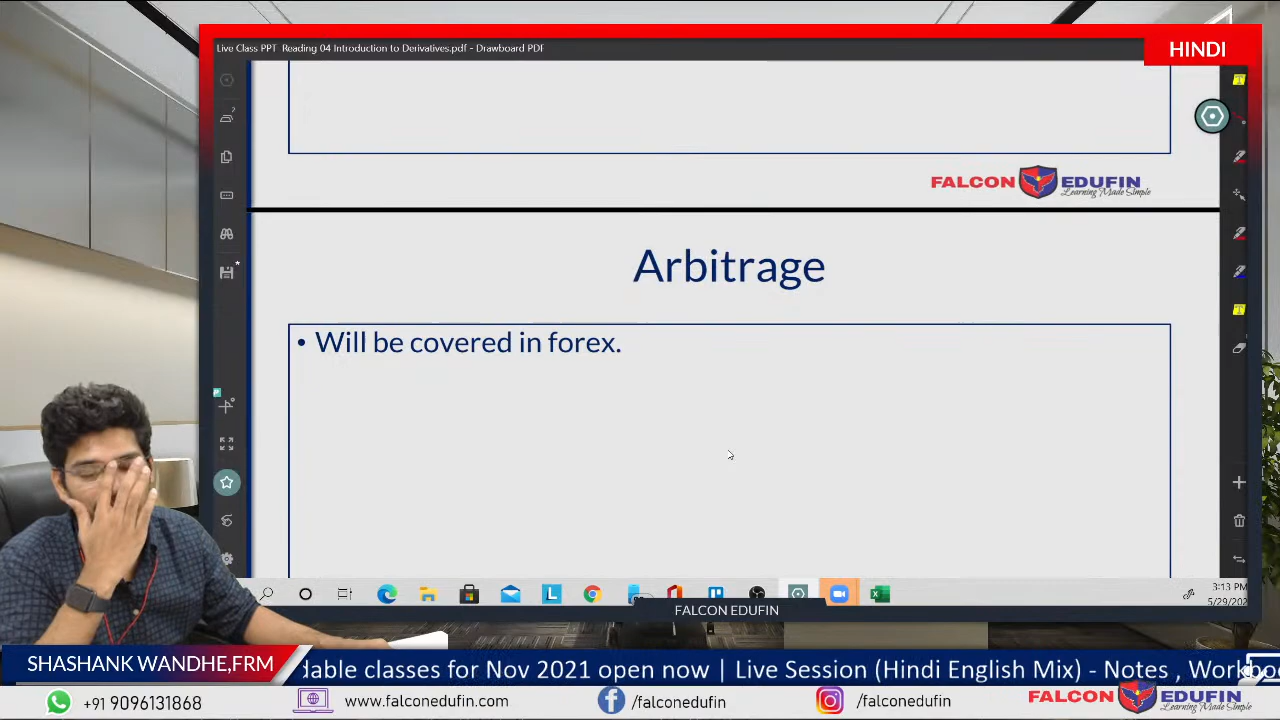 Live Class PPT Reading 04 Introduction to Derivatives.pdf - Drawboard PDF
HINDI
FALCON EDUFIN
Learning Made Simple
Arbitrage
• Will be covered in forex.
3:13 PM
5/29/202
FALCON EDUFIN
SHASHANK WANDHE,FRM
dable classes for Nov 2021 open now | Live Session (Hindi English Mix) - Notes , Workbo
+91 9096131868
www.falconedufin.com
/falconedufin
/falconedufin
FALCON EDUFIN
Learning Made Simple